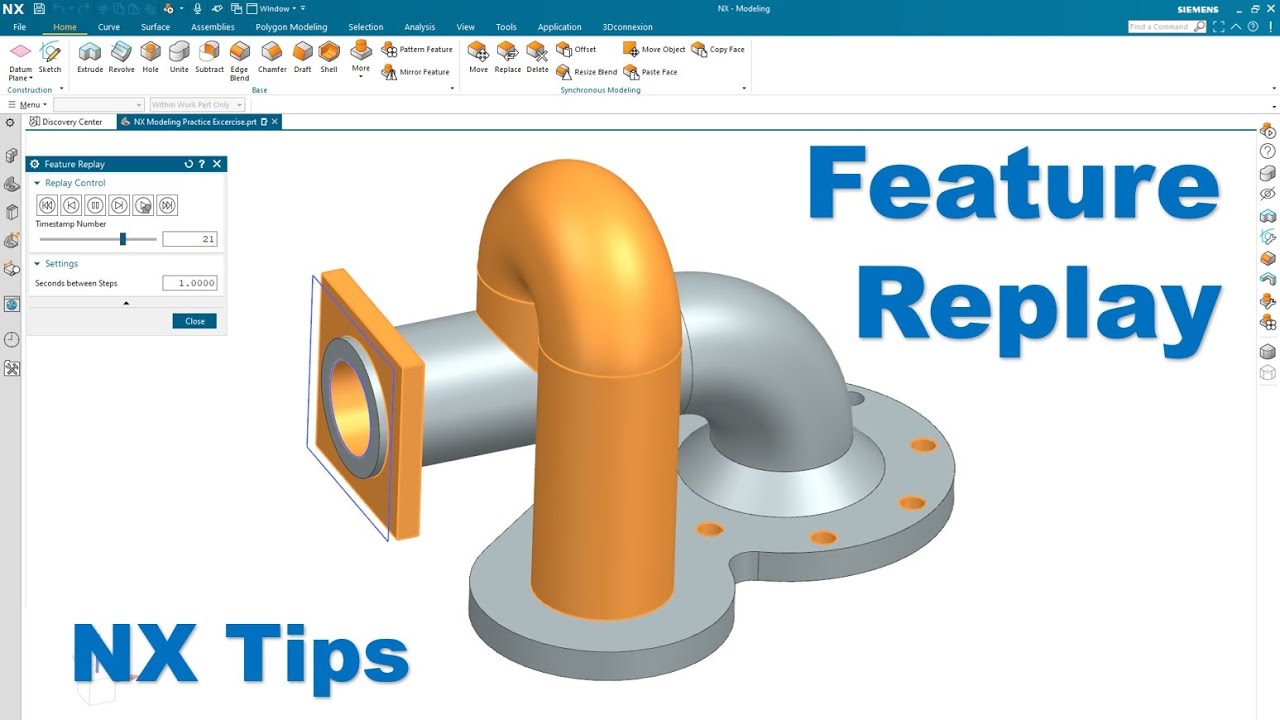 NX
Window
NX - Modeling
SIEMENS
File Home Curve Surface Assemblies Polygon Modeling Selection Analysis View Tools Application 3Dconnexion
Find a Command
Datum Plane
Sketch
Extrude
Revolve
Hole
Unite
Subtract
Edge Blend
Chamfer
Draft
Shell
More
Pattern Feature
Mirror Feature
Move
Replace
Delete
Offset
Resize Blend
Move Object
Paste Face
Copy Face
Construction
Base
Synchronous Modeling
Menu
Within Work Part Only
Discovery Center
NX Modeling Practice Excercise.prt
Feature Replay
Replay Control
Timestamp Number
21
Settings
Seconds between Steps
1.0000
Close
Feature
Replay
NX Tips